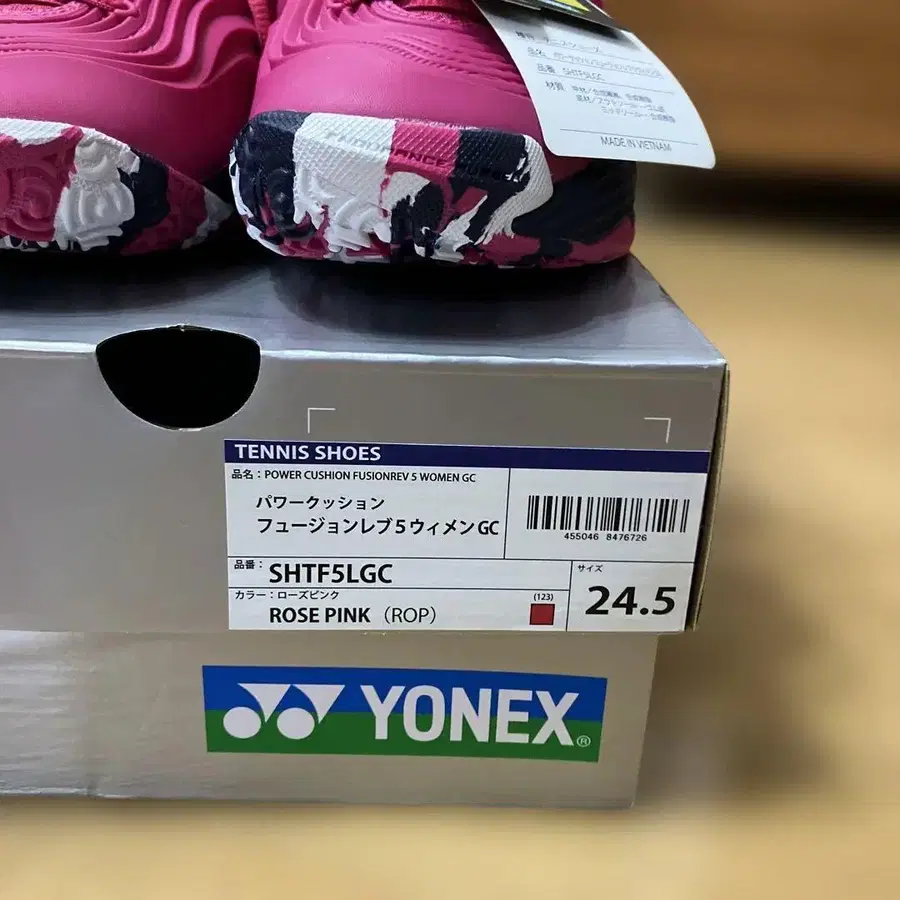 品番 SHTF5LGC
MADE IN VIETNAM
TENNIS SHOES
品名：POWER CUSHION FUSIONREV 5 WOMEN GC
パワークッション
フュージョンレブ5ウィメンGC
455046 8476726
品番：
SHTF5LGC
サイズ
24.5
カラー：ローズピンク
(123)
ROSE PINK（ROP）
YONEX®